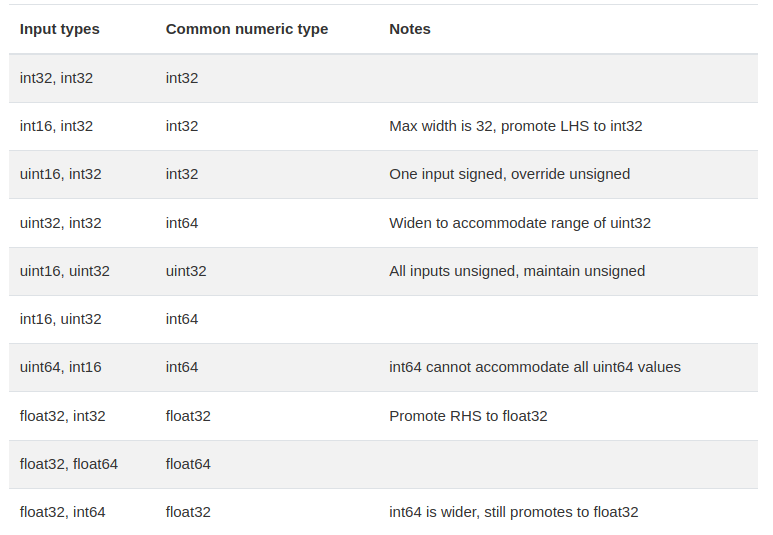 Input types Common numeric type Notes
int32, int32 int32
int16, int32 int32 Max width is 32, promote LHS to int32
uint16, int32 int32 One input signed, override unsigned
uint32, int32 int64 Widen to accommodate range of uint32
uint16, uint32 uint32 All inputs unsigned, maintain unsigned
int16, uint32 int64
uint64, int16 int64 int64 cannot accommodate all uint64 values
float32, int32 float32 Promote RHS to float32
float32, float64 float64
float32, int64 float32 int64 is wider, still promotes to float32